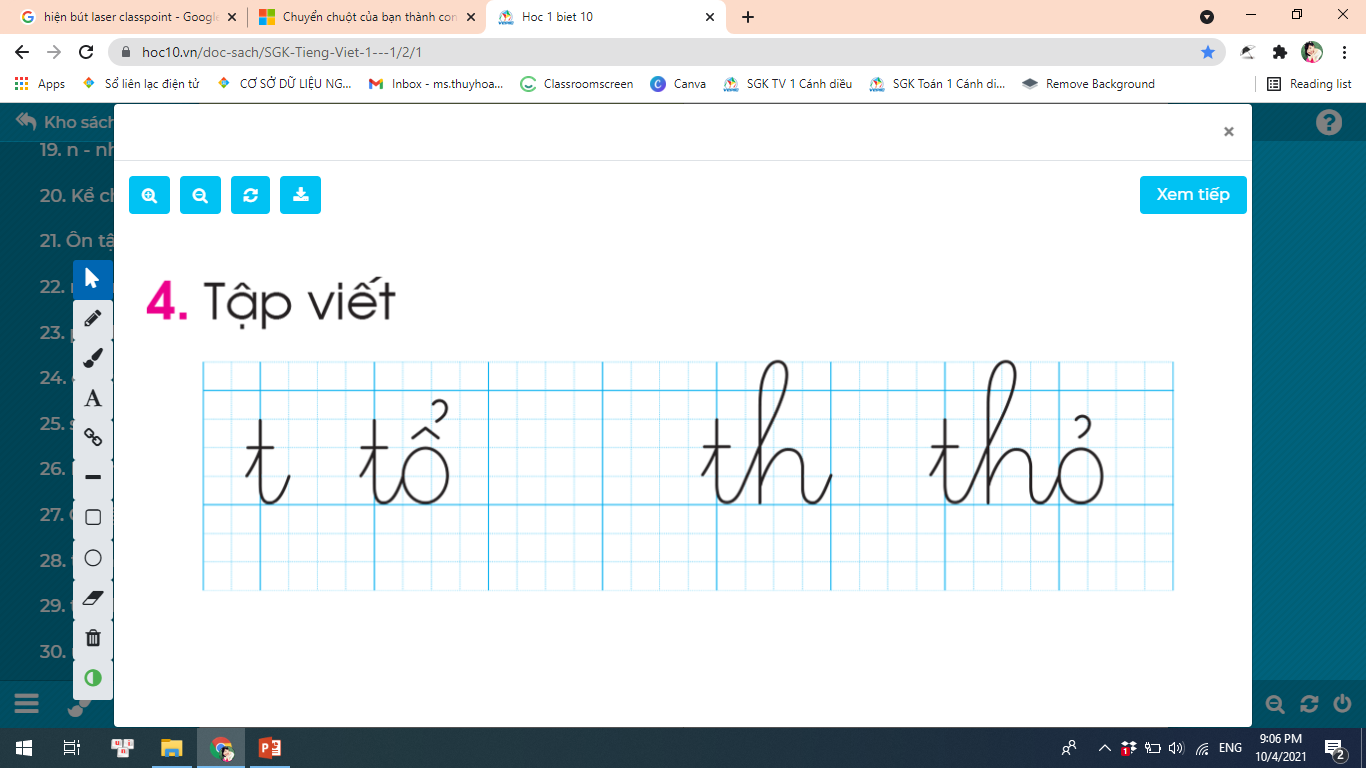 hiện bút laser classpoint - Google
Chuyển chuột của bạn thành con
Hoc 1 biet 10
hoc10.vn/doc-sach/SGK-Tieng-Viet-1---1/2/1
Apps
Sổ liên lạc điện tử
CƠ SỞ DỮ LIỆU NG...
Inbox - ms.thuyhoa...
Classroomscreen
Canva
SGK TV 1 Cánh diều
SGK Toán 1 Cánh di...
Remove Background
Reading list
Kho sách
19. n - nh
20. Kể ch
21. Ôn tậ
22.
23. p
24.
25. s
26.
27.
28. t
29. t
30.
A
Xem tiếp
4. Tập viết
t tổ th thỏ
ENG
9:06 PM
10/4/2021
2
1